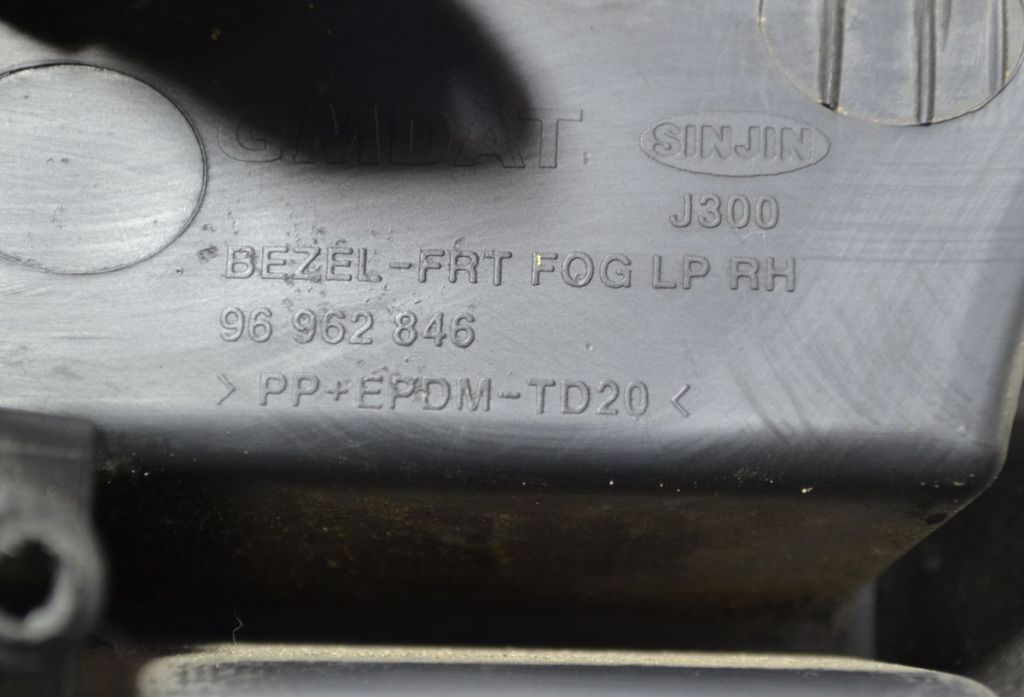 GMDAT
SINJIN
J300
BEZEL-FRT FOG LP RH
96 962 846
> PP+EPDM-TD20 <